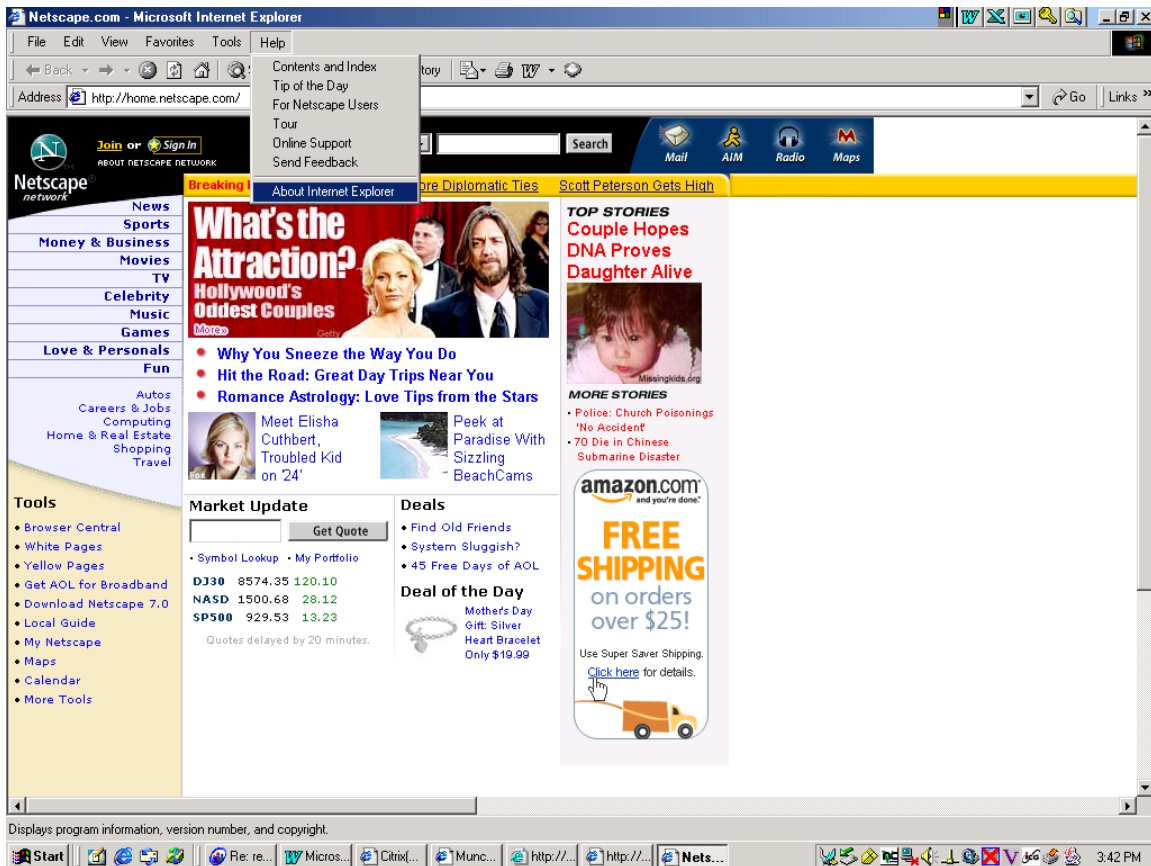 Netscape.com - Microsoft Internet Explorer
File Edit View Favorites Tools Help
Back
Address http://home.netscape.com/ Go Links »
Contents and Index
Tip of the Day
For Netscape Users
Tour
Online Support
Send Feedback
About Internet Explorer
Join or Sign In
ABOUT NETSCAPE NETWORK
Netscape
network
Search
Mail AIM Radio Maps
Breaking Diplomatic Ties Scott Peterson Gets High
News
Sports
Money & Business
Movies
TV
Celebrity
Music
Games
Love & Personals
Fun
Autos
Careers & Jobs
Computing
Home & Real Estate
Shopping
Travel
Tools
• Browser Central
• White Pages
• Yellow Pages
• Get AOL for Broadband
• Download Netscape 7.0
• Local Guide
• My Netscape
• Maps
• Calendar
• More Tools
What's the
Attraction?
Hollywood's
Oddest Couples
More»
Getty
• Why You Sneeze the Way You Do
• Hit the Road: Great Day Trips Near You
• Romance Astrology: Love Tips from the Stars
Fox
Meet Elisha
Cuthbert,
Troubled Kid
on '24'
Peek at
Paradise With
Sizzling
BeachCams
Market Update
Get Quote
• Symbol Lookup • My Portfolio
DJ30 8574.35 120.10
NASD 1500.68 28.12
SP500 929.53 13.23
Quotes delayed by 20 minutes.
Deals
• Find Old Friends
• System Sluggish?
• 45 Free Days of AOL
Deal of the Day
Mother's Day
Gift: Silver
Heart Bracelet
Only $19.99
TOP STORIES
Couple Hopes
DNA Proves
Daughter Alive
Missingkids.org
MORE STORIES
• Police: Church Poisonings
'No Accident'
• 70 Die in Chinese
Submarine Disaster
amazon.com
and you're done.
FREE
SHIPPING
on orders
over $25!
Use Super Saver Shipping.
Click here for details.
Displays program information, version number, and copyright.
Start Re: re... Micros... Citrix(... Munc... http://... http://... Nets... 3:42 PM